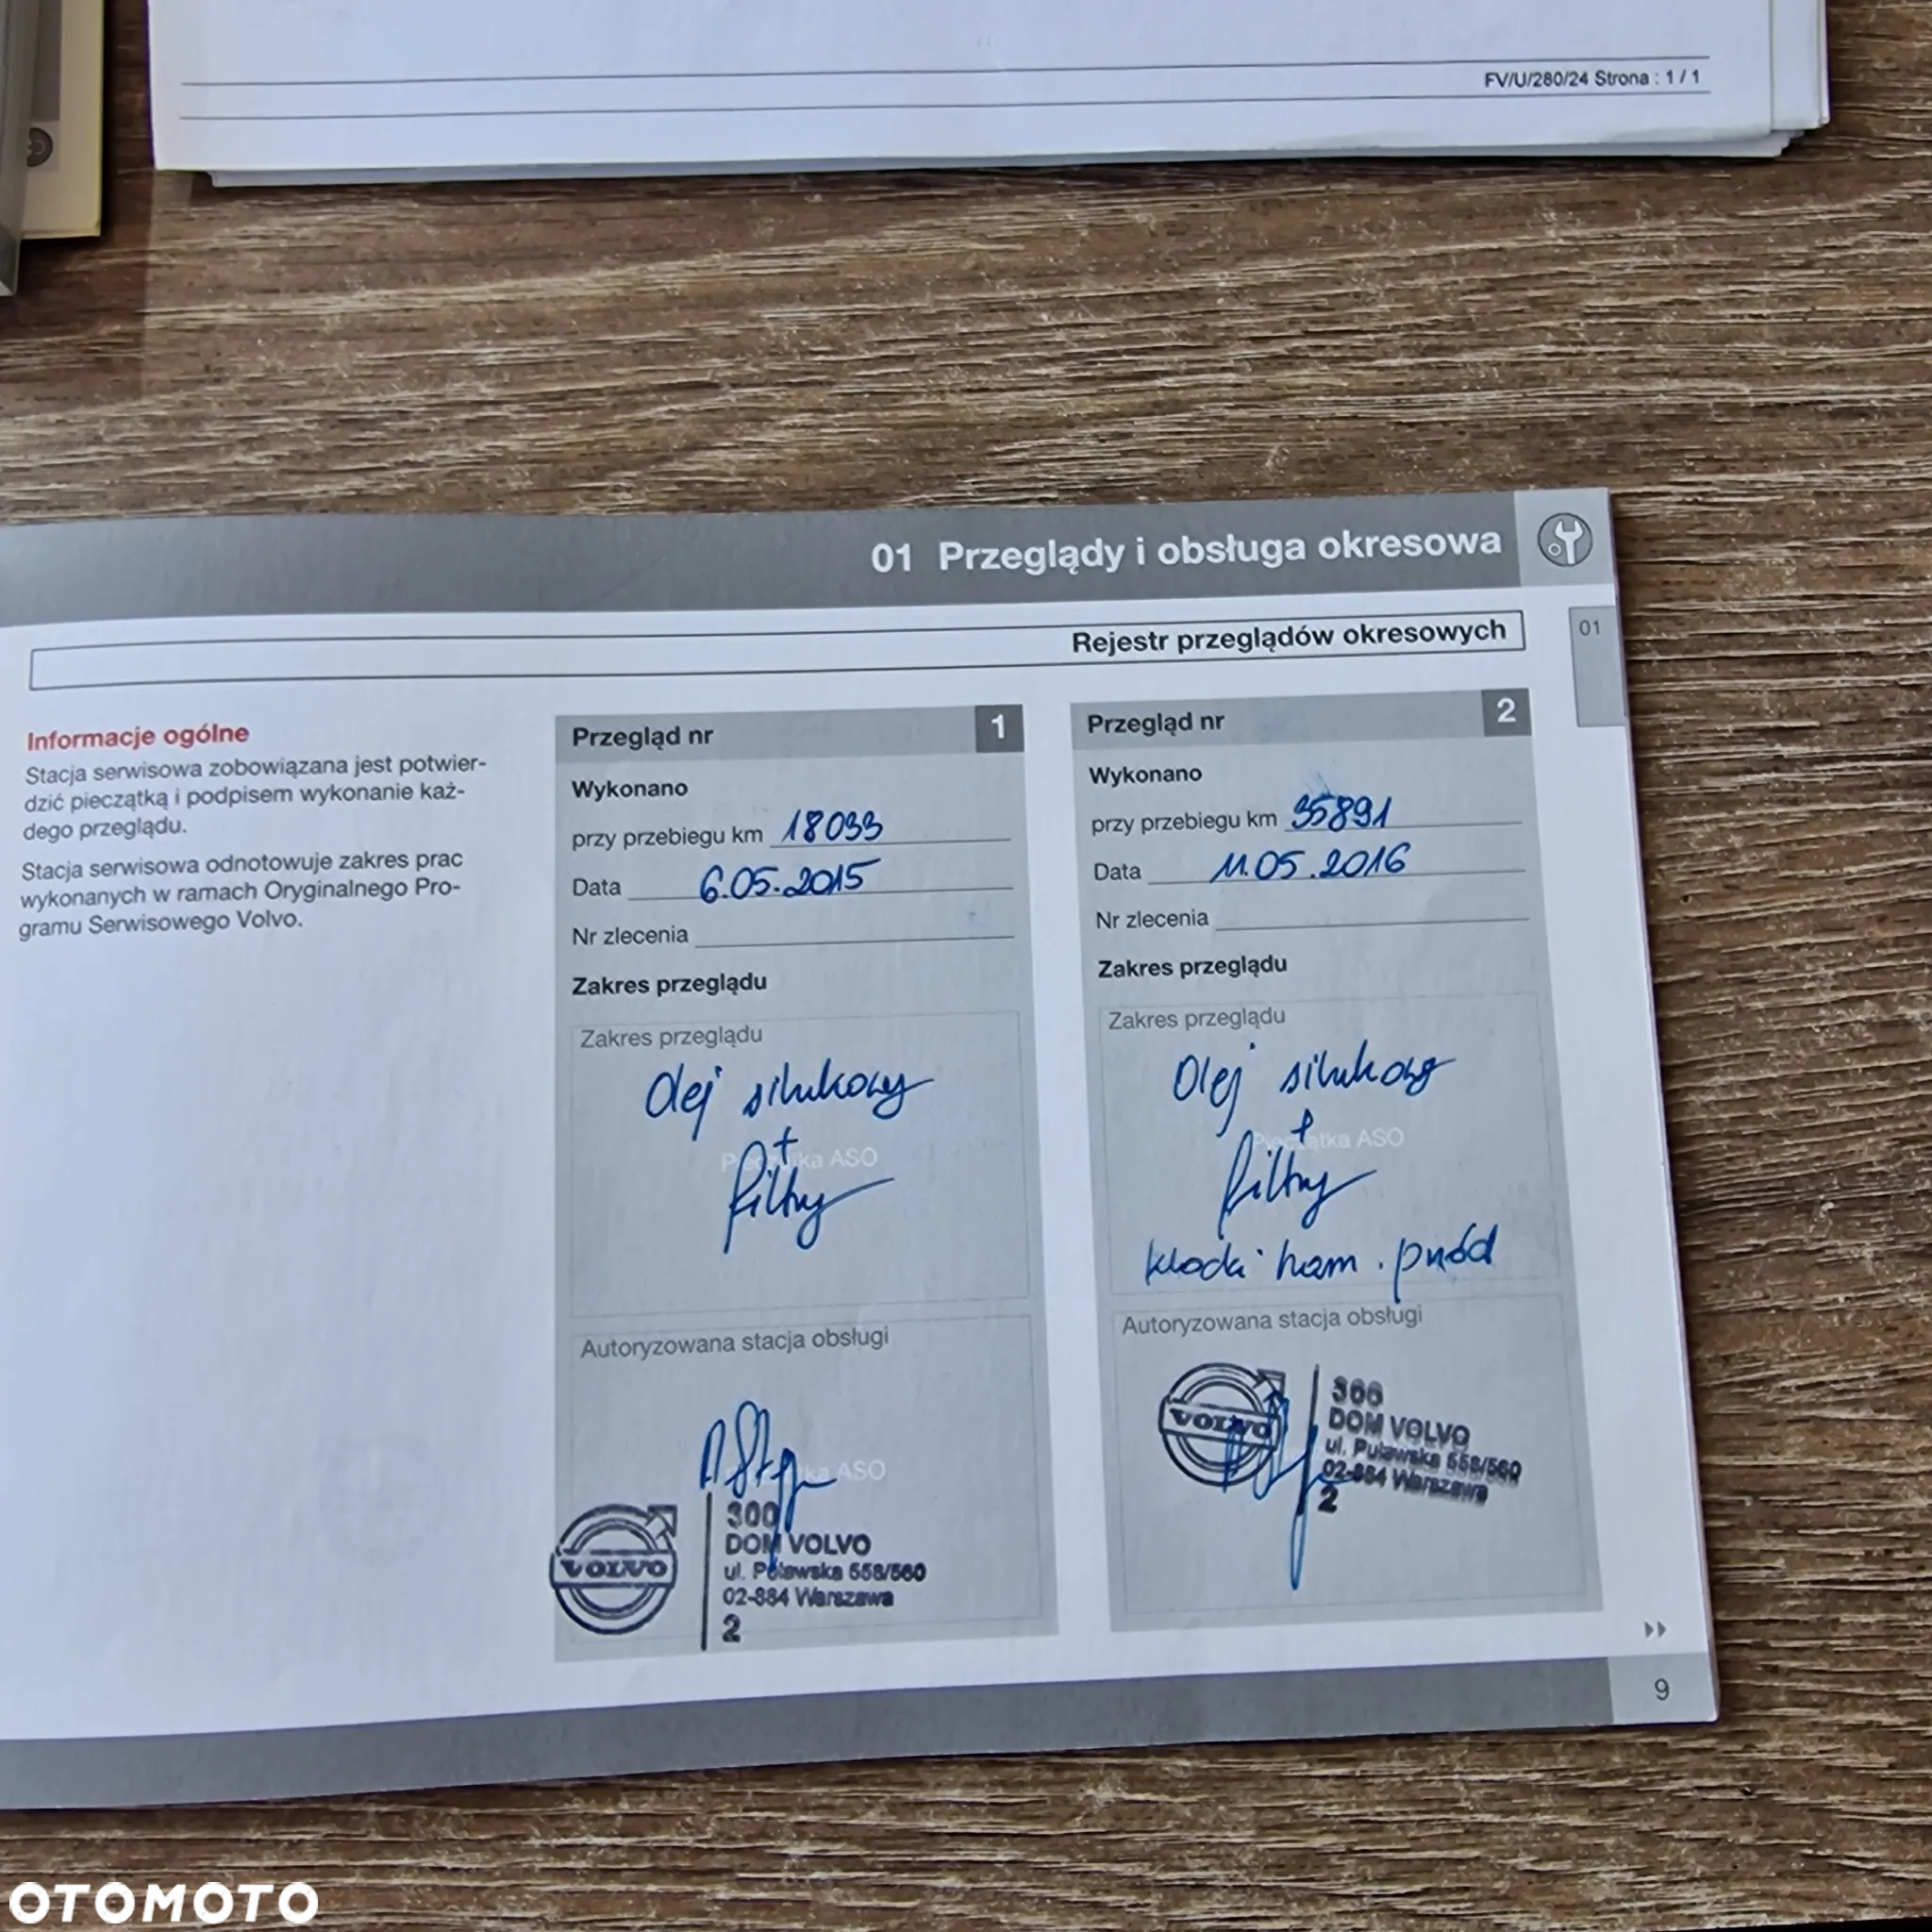 FV/U/280/24 Strona : 1 / 1
01 Przeglądy i obsługa okresowa
Rejestr przeglądów okresowych
01
Informacje ogólne
Stacja serwisowa zobowiązana jest potwier-
dzić pieczątką i podpisem wykonanie każ-
dego przeglądu.
Stacja serwisowa odnotowuje zakres prac
wykonanych w ramach Oryginalnego Pro-
gramu Serwisowego Volvo.
Przegląd nr 1
Wykonano
przy przebiegu km 18033
Data 6.05.2015
Nr zlecenia
Zakres przeglądu
Zakres przeglądu
Olej silnikowy
+
Pieczątka ASO
filtry
Autoryzowana stacja obsługi
ASO
VOLVO
300
DOM VOLVO
ul. Puławska 558/560
02-884 Warszawa
2
Przegląd nr 2
Wykonano
przy przebiegu km 35891
Data 11.05.2016
Nr zlecenia
Zakres przeglądu
Zakres przeglądu
Olej silnikowy
+
Pieczątka ASO
filtry
klocki ham. przód
Autoryzowana stacja obsługi
VOLVO
300
DOM VOLVO
ul. Puławska 558/560
02-884 Warszawa
2
9
OTOMOTO